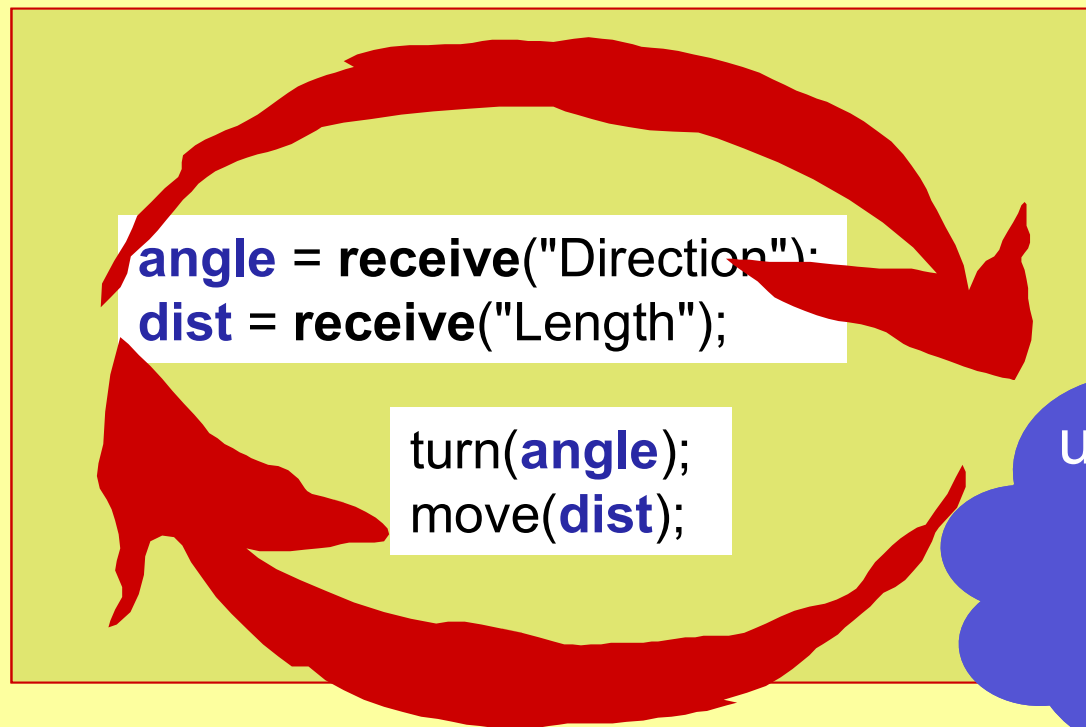 angle = receive("Direction");
dist = receive("Length");
turn(angle);
move(dist);